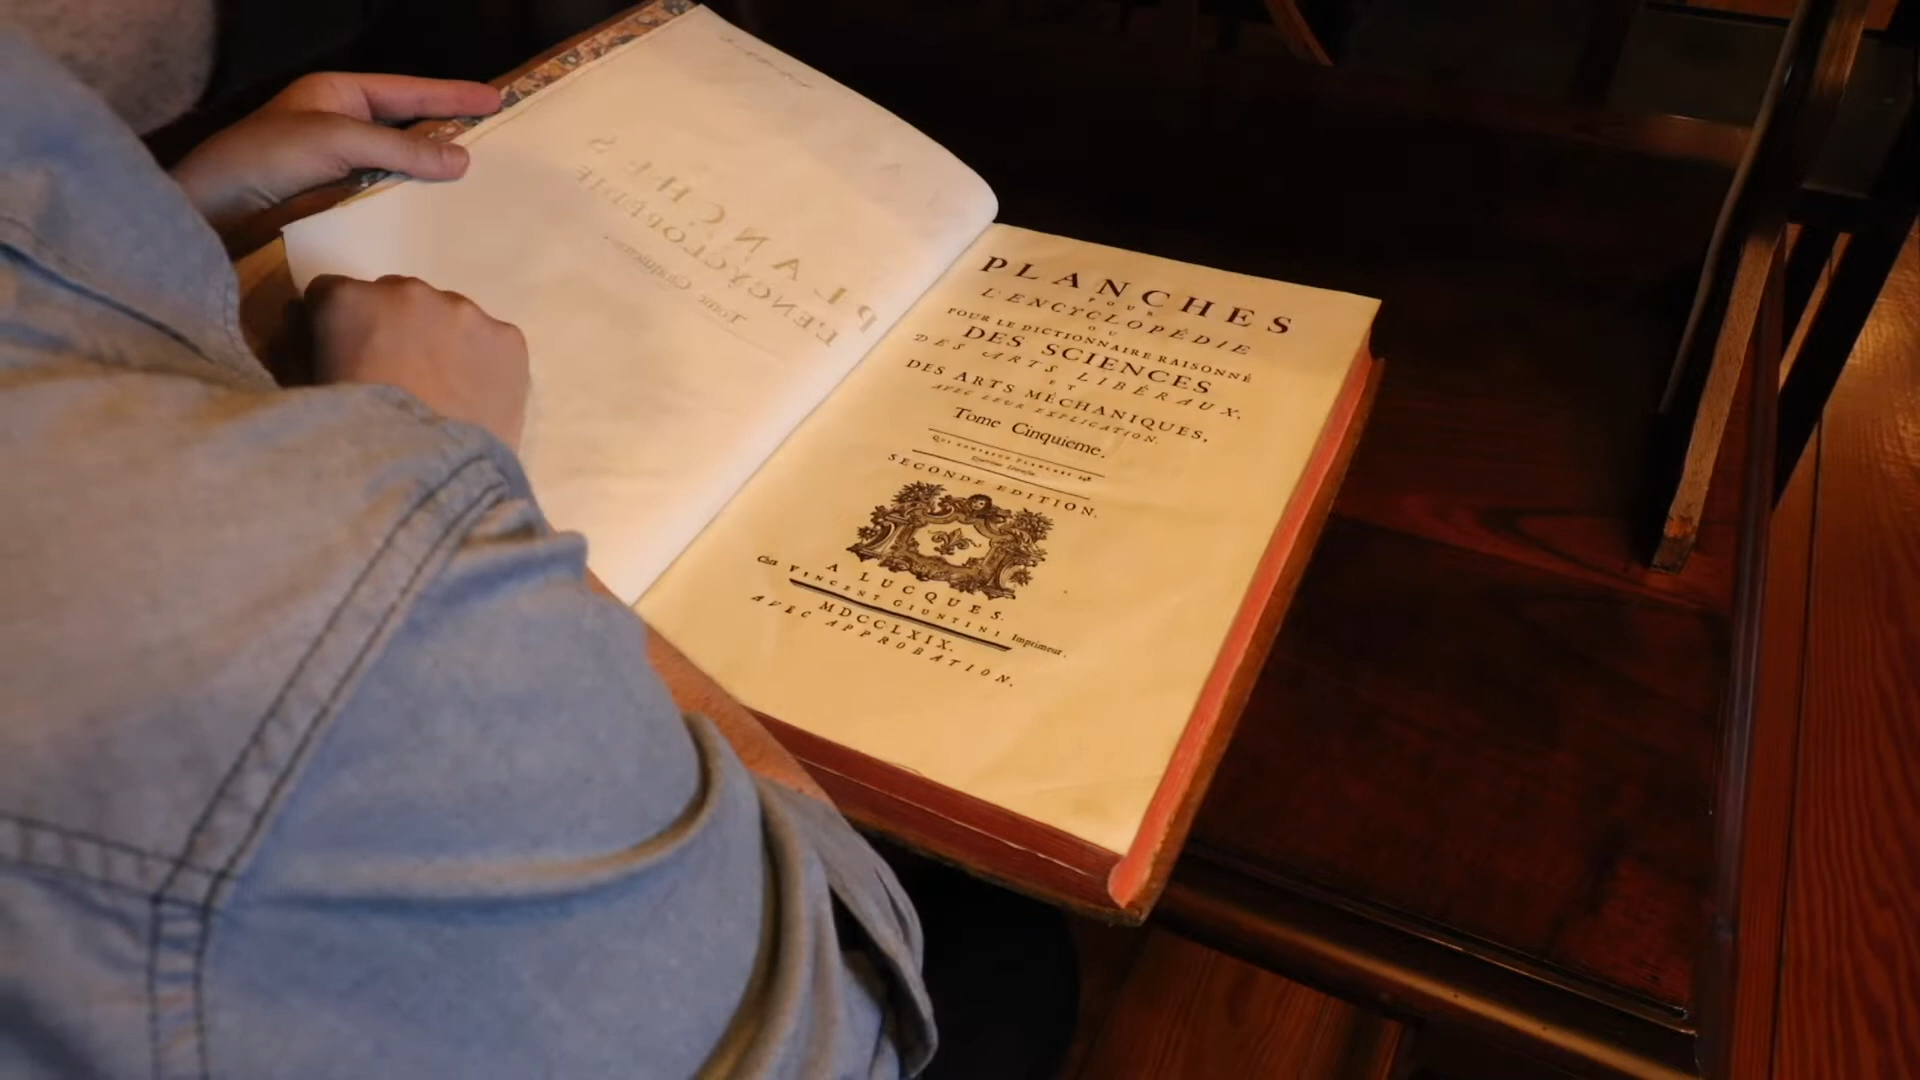 PLANCHES
POUR
L'ENCYCLOPÉDIE
OU
POUR LE DICTIONNAIRE RAISONNÉ
DES SCIENCES
DES ARTS LIBÉRAUX,
ET
DES ARTS MÉCHANIQUES,
AVEC LEUR EXPLICATION.
Tome Cinquieme.
SECONDE EDITION.
A LUCQUES.
Chez VINCENT GIUNTINI Imprimeur.
MDCCLXIX.
AVEC APPROBATION.